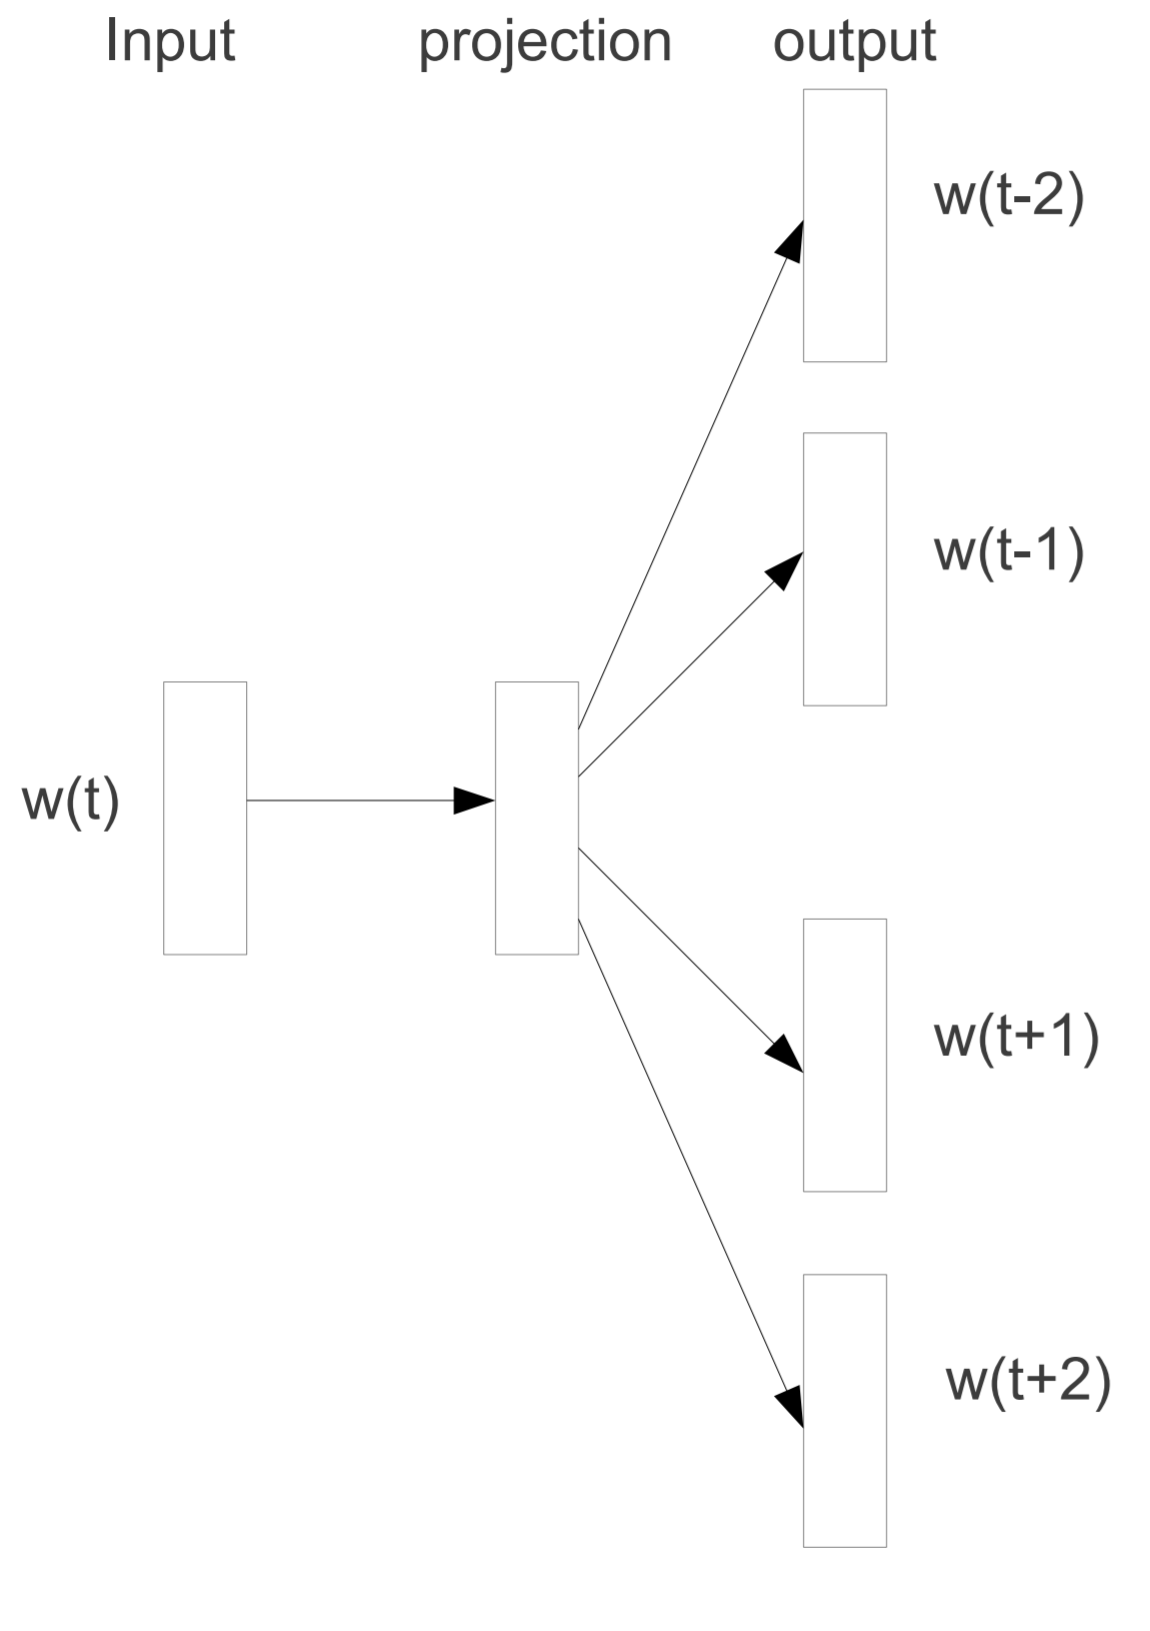 Input projection output
w(t-2)
w(t-1)
w(t)
w(t+1)
w(t+2)